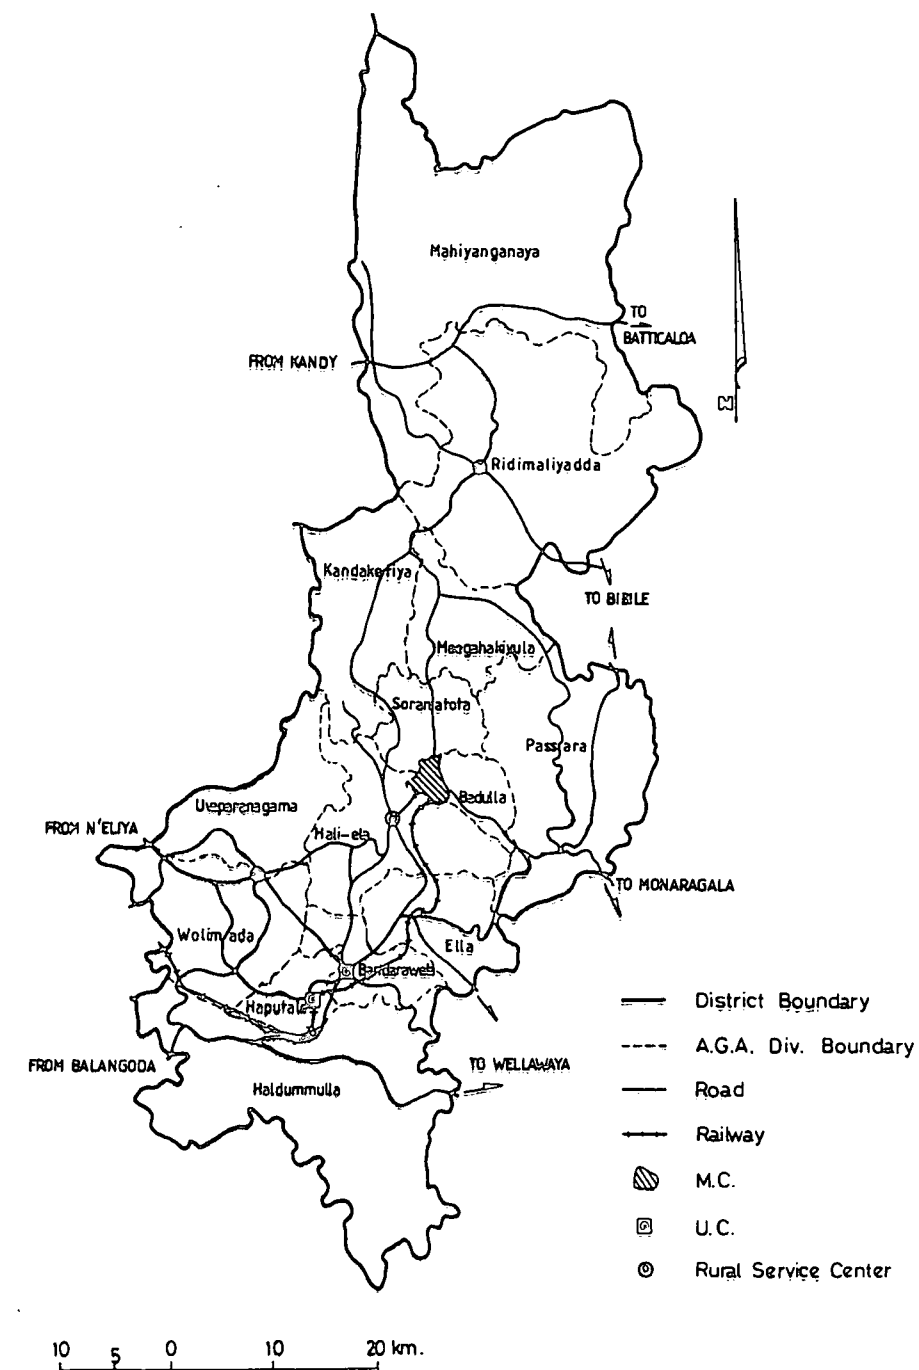 Mahiyanganaya
TO
BATTICALOA
FROM KANDY
N
Ridimaliyadda
Kandaketiya
TO BIBILE
Meegahakivula
Soranatota
Passara
Badulla
Uvaparanagama
FROM N'ELIYA
Hali-ela
TO MONARAGALA
Wolimada
Ella
Bandarawela
Haputale
FROM BALANGODA
TO WELLAWAYA
Haldummulla
District Boundary
A.G.A. Div. Boundary
Road
Railway
M.C.
U.C.
Rural Service Center
10 5 0 10 20 km.